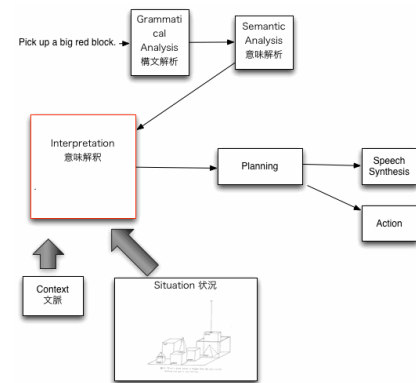 Pick up a big red block.
Grammati
cal
Analysis
構文解析
Semantic
Analysis
意味解析
Interpretation
意味解釈
Planning
Speech
Synthesis
Action
Context
文脈
Situation 状況